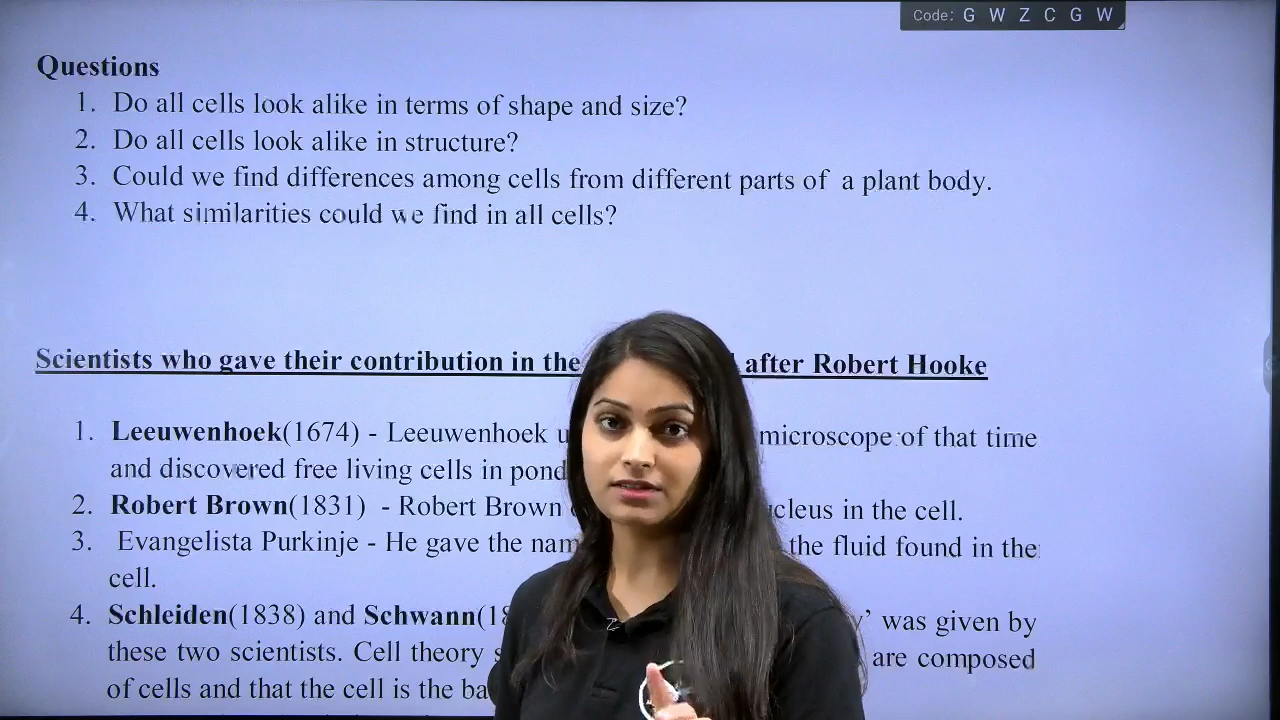 Code: G W Z C G W
Questions
1. Do all cells look alike in terms of shape and size?
2. Do all cells look alike in structure?
3. Could we find differences among cells from different parts of a plant body.
4. What similarities could we find in all cells?
Scientists who gave their contribution in the after Robert Hooke
1. Leeuwenhoek(1674) - Leeuwenhoek microscope of that time
and discovered free living cells in pond
2. Robert Brown(1831) - Robert Brown in the cell.
3. Evangelista Purkinje - He gave the the fluid found in the
cell.
4. Schleiden(1838) and Schwann( was given by
these two scientists. Cell theory are composed
of cells and that the cell is the